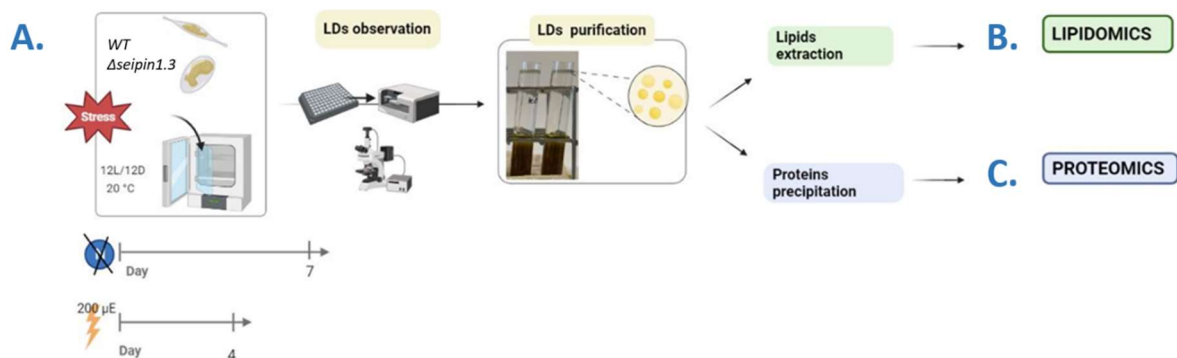 A.
WT
Δseipin1.3
Stress
12L/12D
20 °C
LDs observation
LDs purification
Lipids
extraction
B.
LIPIDOMICS
Proteins
precipitation
C.
PROTEOMICS
N
Day
7
200 µE
Day
4